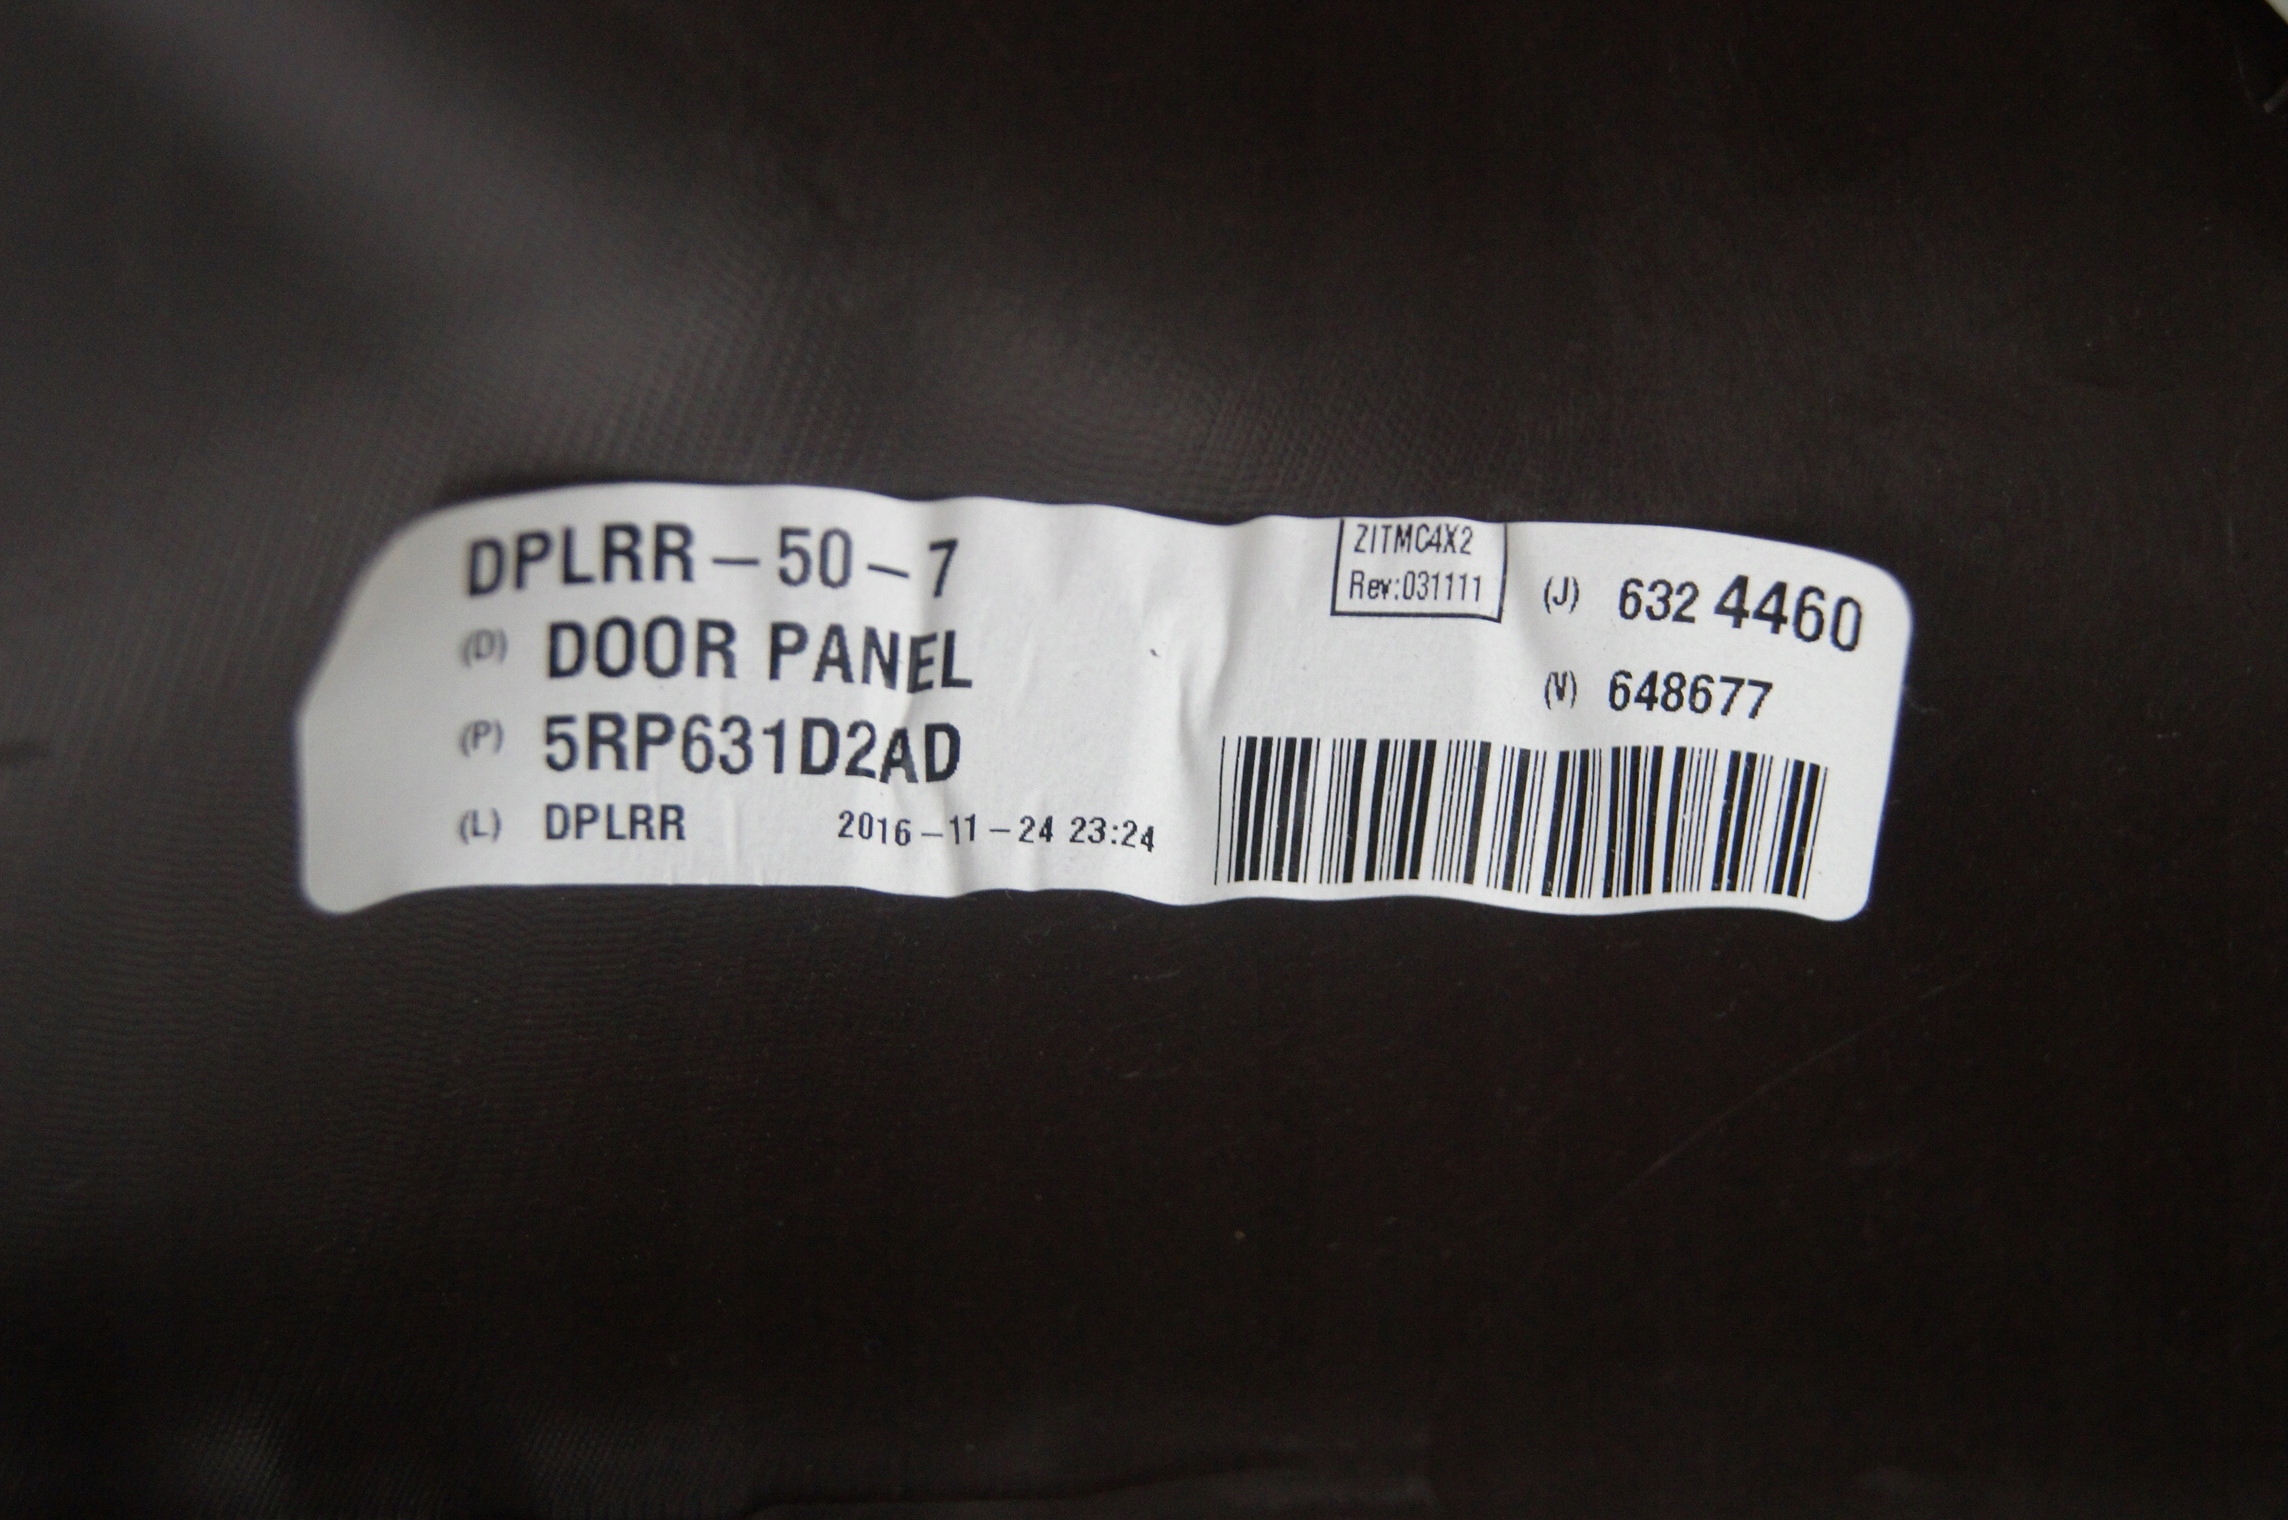 DPLRR-50-7
(D) DOOR PANEL
(P) 5RP631D2AD
(L) DPLRR 2016-11-24 23:24
ZITMC4X2
Rev:031111
(J) 632 4460
(V) 648677